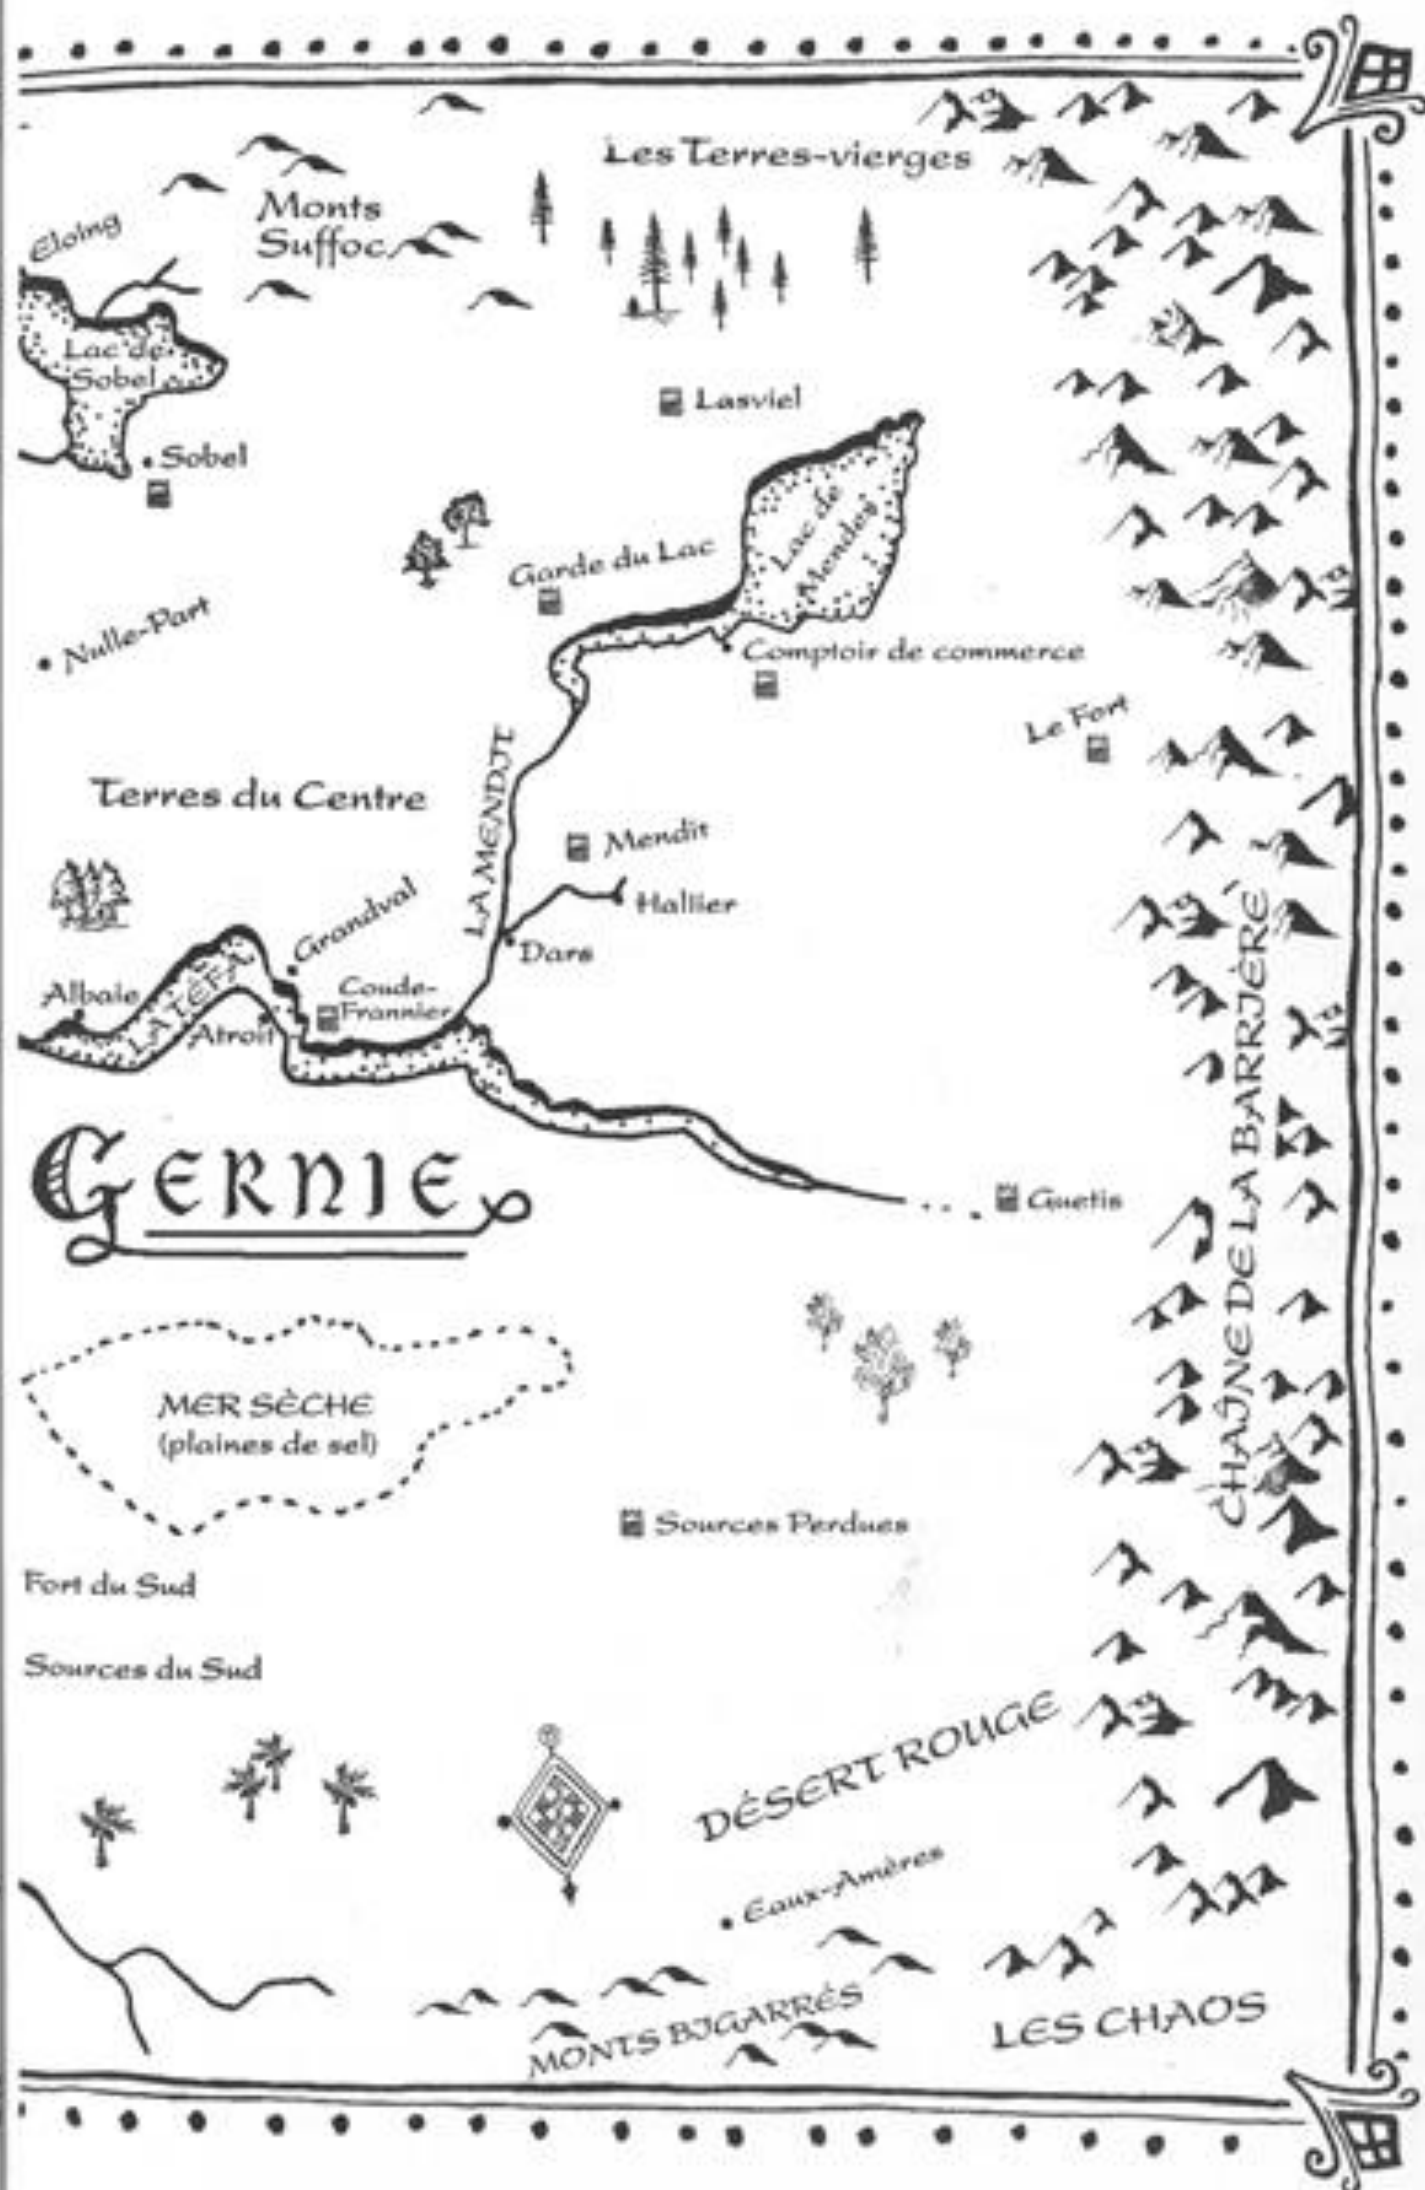 Les Terres-vierges
Monts
Suffoc
Eloing
Lac de
Sobel
Lasviel
Sobel
Lac de
Mendes
Garde du Lac
Nulle-Part
Comptoir de commerce
Le Fort
LA MENDIT
Terres du Centre
Mendit
Hallier
Grandval
Dars
Coude-
Frannier
Albaie
LA TÉFA
Atroit
CHAÎNE DE LA BARRIÈRE
GERNIE
Guetis
MER SÈCHE
(plaines de sel)
Sources Perdues
Fort du Sud
Sources du Sud
DÉSERT ROUGE
Eaux-Amères
MONTS BIGARRÉS
LES CHAOS